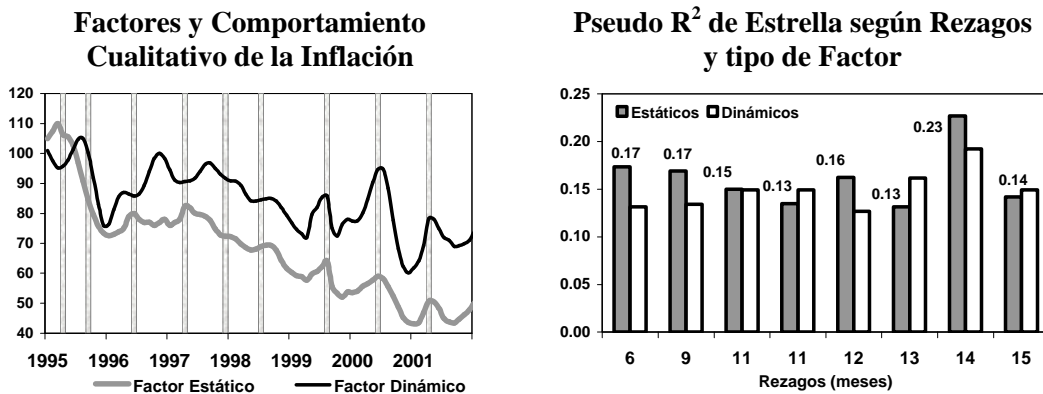 Factores y Comportamiento
Cualitativo de la Inflación
120
110
100
90
80
70
60
50
40
1995 1996 1997 1998 1999 2000 2001
Factor Estático Factor Dinámico
Pseudo R² de Estrella según Rezagos
y tipo de Factor
0.25
0.20
0.15
0.10
0.05
0.00
Estáticos Dinámicos
0.17 0.17 0.15 0.13 0.16 0.13 0.23 0.14
6 9 11 11 12 13 14 15
Rezagos (meses)